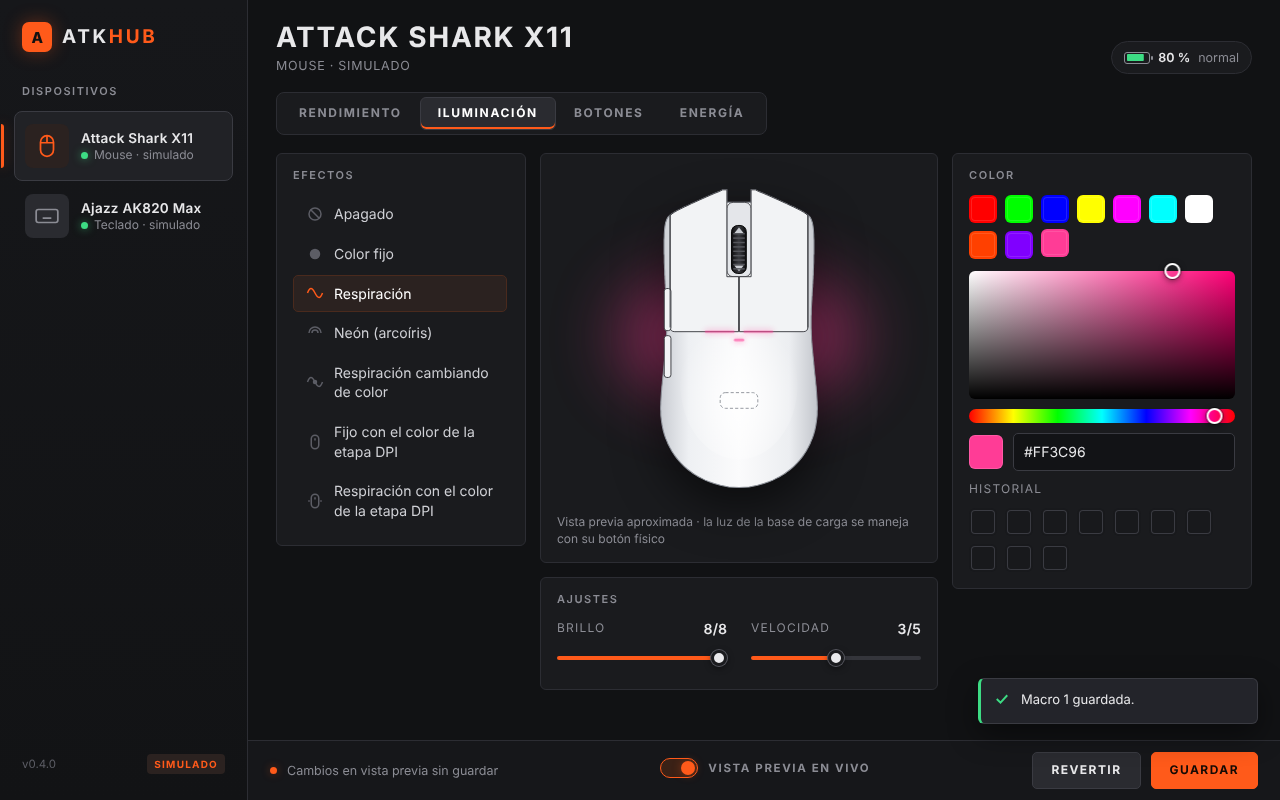 A ATKHUB
DISPOSITIVOS
Attack Shark X11
Mouse · simulado
Ajazz AK820 Max
Teclado · simulado
v0.4.0
SIMULADO
ATTACK SHARK X11
MOUSE · SIMULADO
80 % normal
RENDIMIENTO
ILUMINACIÓN
BOTONES
ENERGÍA
EFECTOS
Apagado
Color fijo
Respiración
Neón (arcoíris)
Respiración cambiando
de color
Fijo con el color de la
etapa DPI
Respiración con el color
de la etapa DPI
Vista previa aproximada · la luz de la base de carga se maneja
con su botón físico
AJUSTES
BRILLO 8/8
VELOCIDAD 3/5
COLOR
#FF3C96
HISTORIAL
Macro 1 guardada.
Cambios en vista previa sin guardar
VISTA PREVIA EN VIVO
REVERTIR
GUARDAR